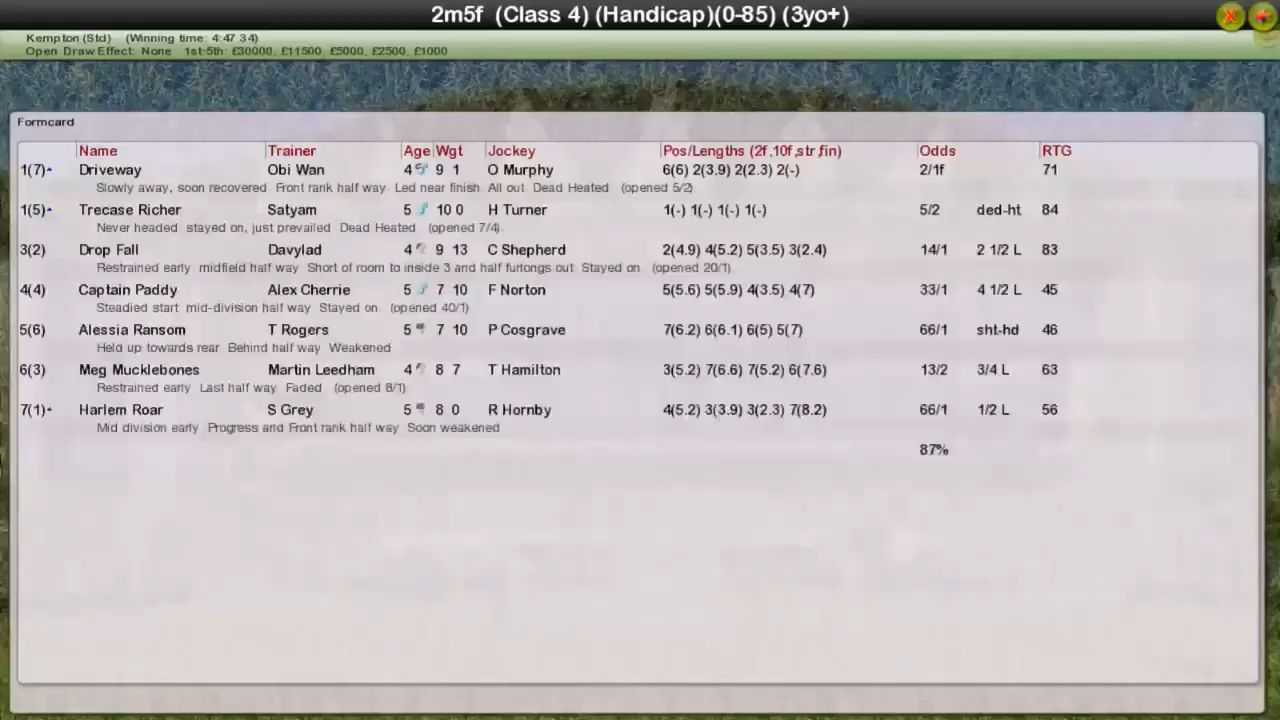 2m5f (Class 4) (Handicap)(0-85) (3yo+)
Kempton (Std) (Winning time: 4:47 34)
Open Draw Effect: None 1st-5th: £30000, £11500, £5000, £2500, £1000
Formcard
Name Trainer Age Wgt Jockey Pos/Lengths (2f,10f,str,fin) Odds RTG
1(7) Driveway Obi Wan 4 9 1 O Murphy 6(6) 2(3.9) 2(2.3) 2(-) 2/1f 71
Slowly away, soon recovered Front rank half way Led near finish All out Dead Heated (opened 5/2)
1(5) Trecase Richer Satyam 5 10 0 H Turner 1(-) 1(-) 1(-) 1(-) 5/2 ded-ht 84
Never headed stayed on, just prevailed Dead Heated (opened 7/4)
3(2) Drop Fall Davylad 4 9 13 C Shepherd 2(4.9) 4(5.2) 5(3.5) 3(2.4) 14/1 2 1/2 L 83
Restrained early midfield half way Short of room to inside 3 and half furlongs out Stayed on (opened 20/1)
4(4) Captain Paddy Alex Cherrie 5 7 10 F Norton 5(5.6) 5(5.9) 4(3.5) 4(7) 33/1 4 1/2 L 45
Steadied start mid-division half way Stayed on (opened 40/1)
5(6) Alessia Ransom T Rogers 5 7 10 P Cosgrave 7(6.2) 6(6.1) 6(5) 5(7) 66/1 sht-hd 46
Held up towards rear Behind half way Weakened
6(3) Meg Mucklebones Martin Leedham 4 8 7 T Hamilton 3(5.2) 7(6.6) 7(5.2) 6(7.6) 13/2 3/4 L 63
Restrained early Last half way Faded (opened 8/1)
7(1) Harlem Roar S Grey 5 8 0 R Hornby 4(5.2) 3(3.9) 3(2.3) 7(8.2) 66/1 1/2 L 56
Mid division early Progress and Front rank half way Soon weakened
87%